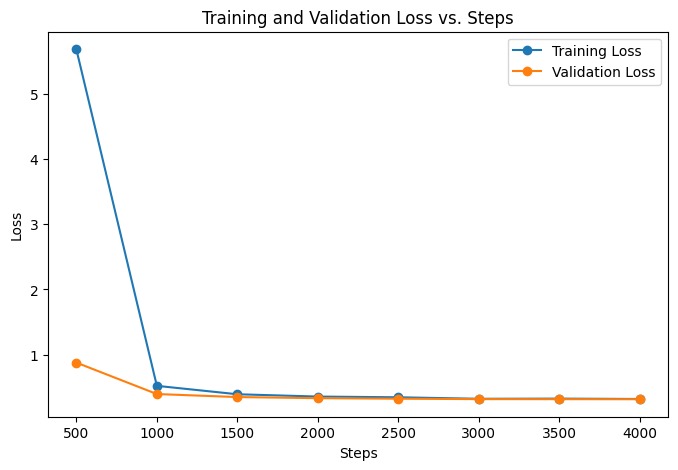 Training and Validation Loss vs. Steps
Training Loss
Validation Loss
Loss
5
4
3
2
1
500 1000 1500 2000 2500 3000 3500 4000
Steps